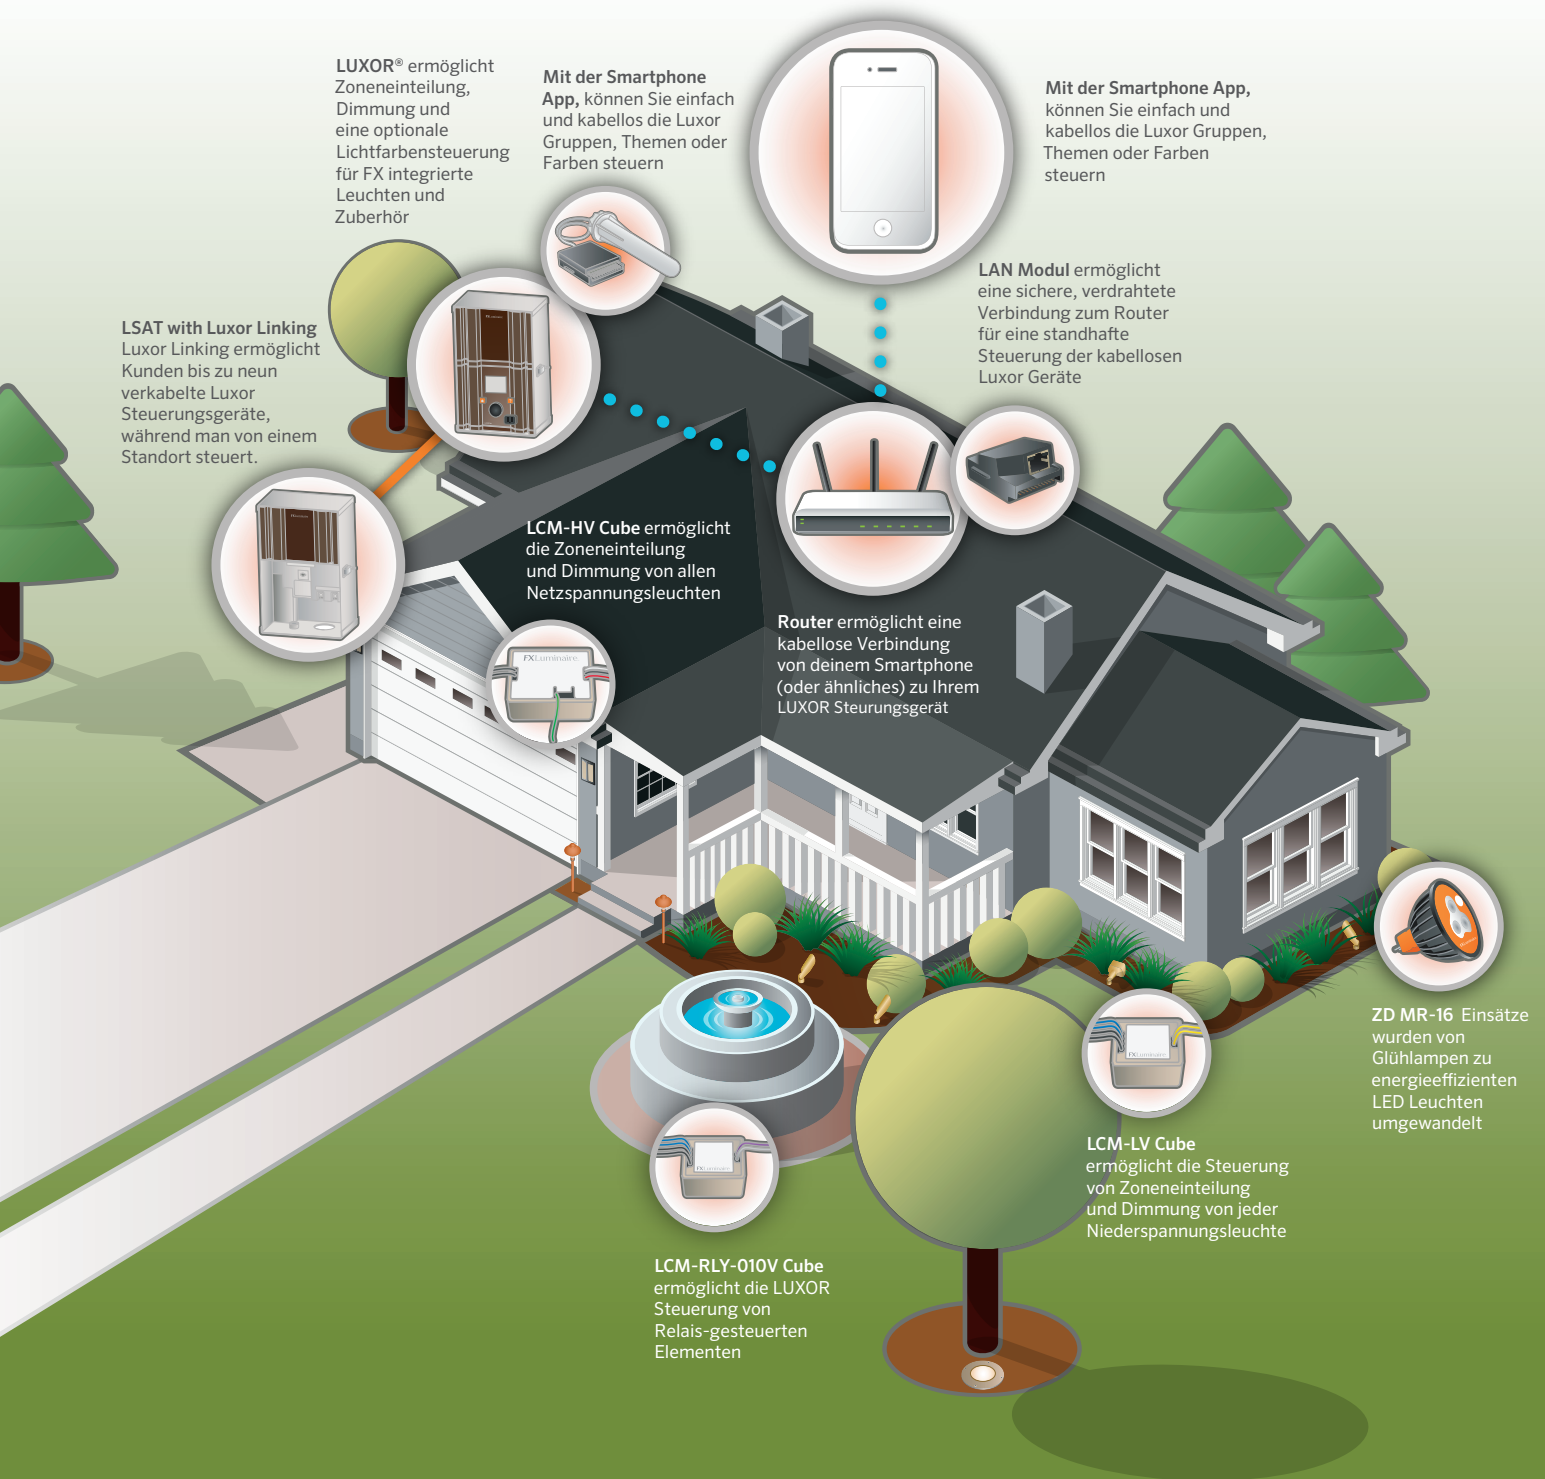 LUXOR® ermöglicht
Zoneneinteilung,
Dimmung und
eine optionale
Lichtfarbensteuerung
für FX integrierte
Leuchten und
Zuberhör
Mit der Smartphone
App, können Sie einfach
und kabellos die Luxor
Gruppen, Themen oder
Farben steuern
Mit der Smartphone App,
können Sie einfach und
kabellos die Luxor Gruppen,
Themen oder Farben
steuern
LSAT with Luxor Linking
Luxor Linking ermöglicht
Kunden bis zu neun
verkabelte Luxor
Steuerungsgeräte,
während man von einem
Standort steuert.
LAN Modul ermöglicht
eine sichere, verdrahtete
Verbindung zum Router
für eine standhafte
Steuerung der kabellosen
Luxor Geräte
LCM-HV Cube ermöglicht
die Zoneneinteilung
und Dimmung von allen
Netzspannungsleuchten
FXLuminaire
Router ermöglicht eine
kabellose Verbindung
von deinem Smartphone
(oder ähnliches) zu Ihrem
LUXOR Steurungsgerät
ZD MR-16 Einsätze
wurden von
Glühlampen zu
energieeffizienten
LED Leuchten
umgewandelt
FXLuminaire
LCM-LV Cube
ermöglicht die Steuerung
von Zoneneinteilung
und Dimmung von jeder
Niederspannungsleuchte
FXLuminaire
LCM-RLY-010V Cube
ermöglicht die LUXOR
Steuerung von
Relais-gesteuerten
Elementen